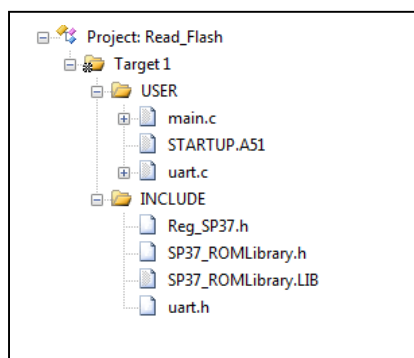 Project: Read_Flash
Target 1
USER
main.c
STARTUP.A51
uart.c
INCLUDE
Reg_SP37.h
SP37_ROMLibrary.h
SP37_ROMLibrary.LIB
uart.h